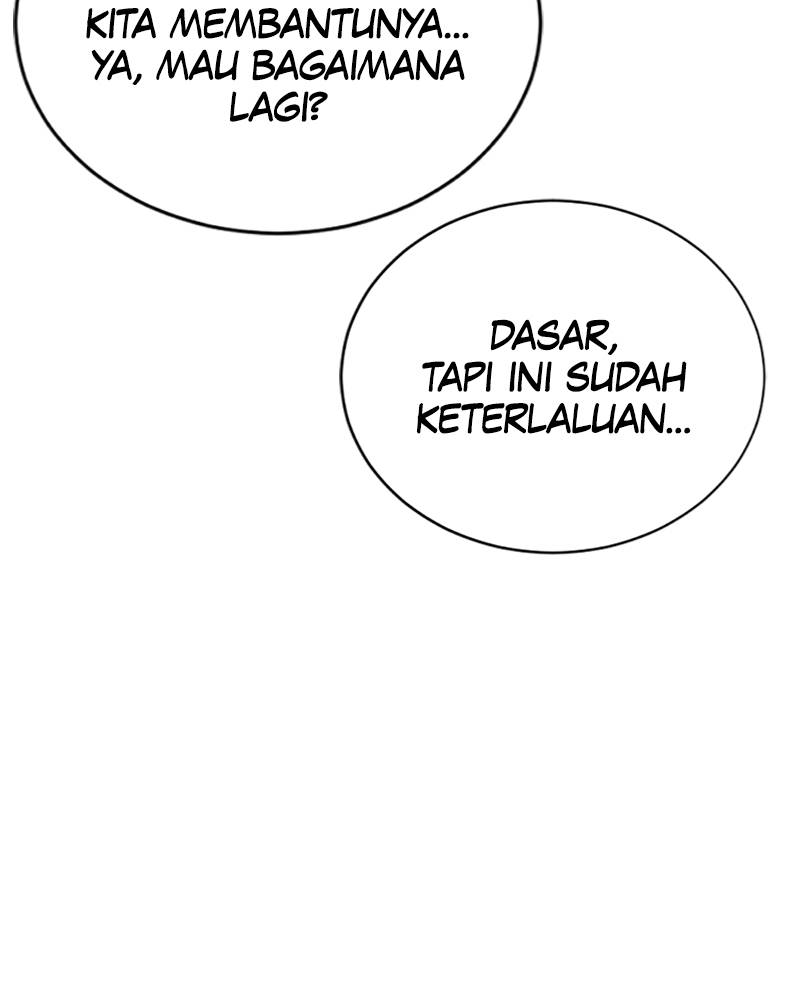 KITA MEMBANTUNYA...
YA, MAU BAGAIMANA
LAGI?
DASAR,
TAPI INI SUDAH
KETERLALUAN...